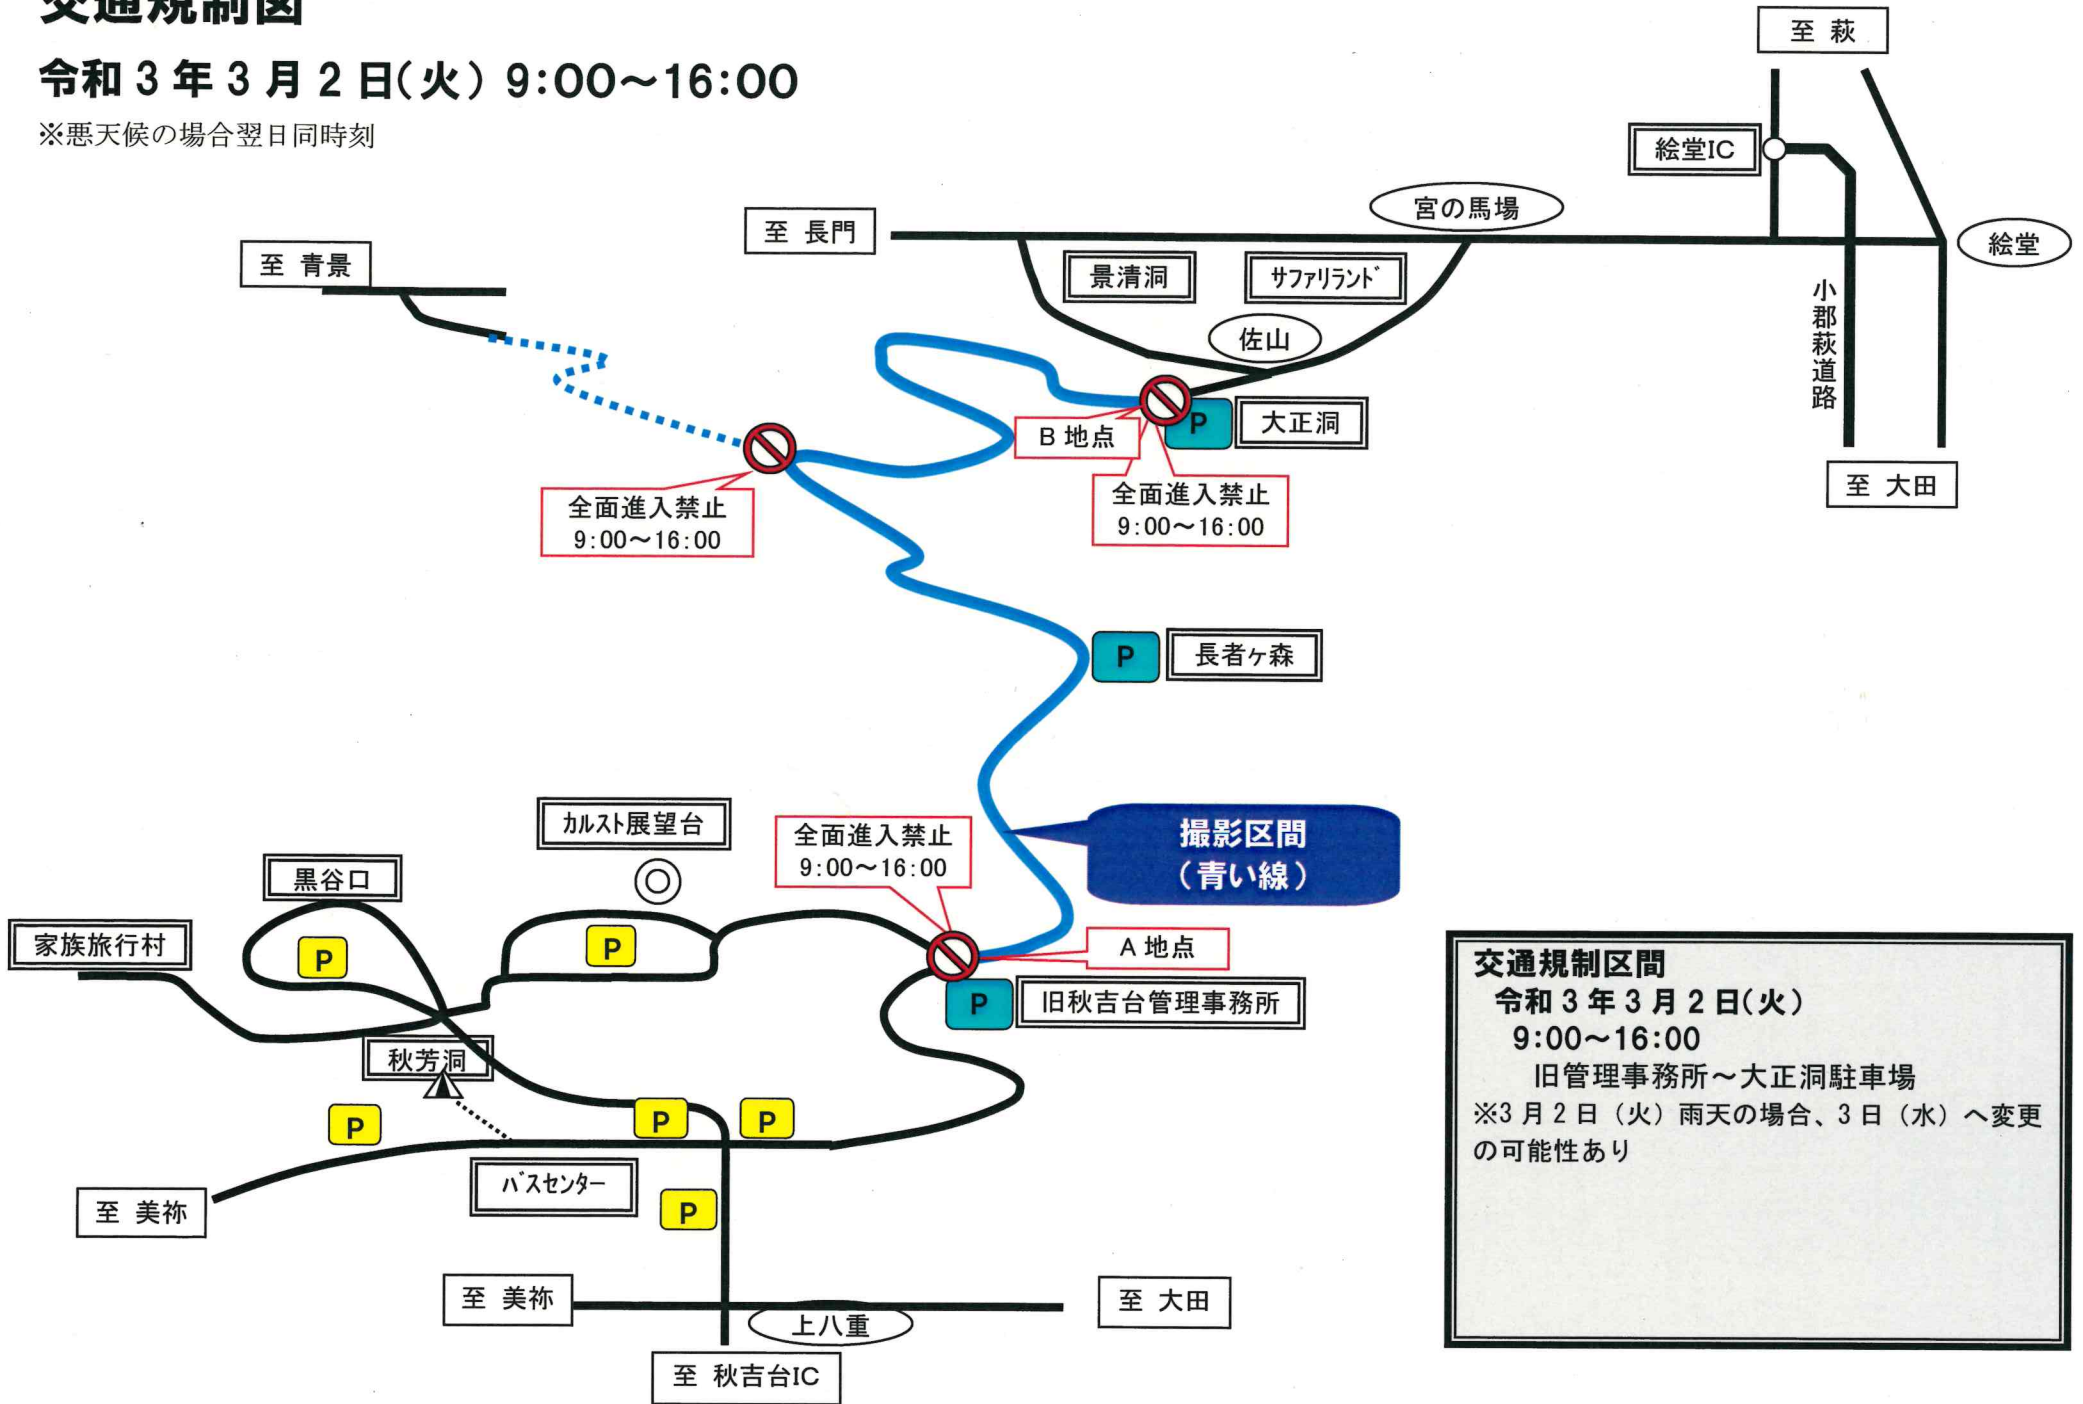 交通規制図
令和3年3月2日(火) 9:00～16:00
※悪天候の場合翌日同時刻
至 萩
絵堂IC
宮の馬場
至 長門
絵堂
至 青景
景清洞
サファリランド
小郡萩道路
佐山
B 地点
P
大正洞
至 大田
全面進入禁止
9:00～16:00
全面進入禁止
9:00～16:00
P
長者ヶ森
カルスト展望台
全面進入禁止
9:00～16:00
撮影区間
（青い線）
黒谷口
家族旅行村
P
P
A 地点
P
旧秋吉台管理事務所
秋芳洞
P
P
P
バスセンター
至 美祢
P
至 美祢
至 大田
上八重
至 秋吉台IC
交通規制区間
令和3年3月2日(火)
9:00～16:00
旧管理事務所～大正洞駐車場
※3月2日（火）雨天の場合、3日（水）へ変更
の可能性あり